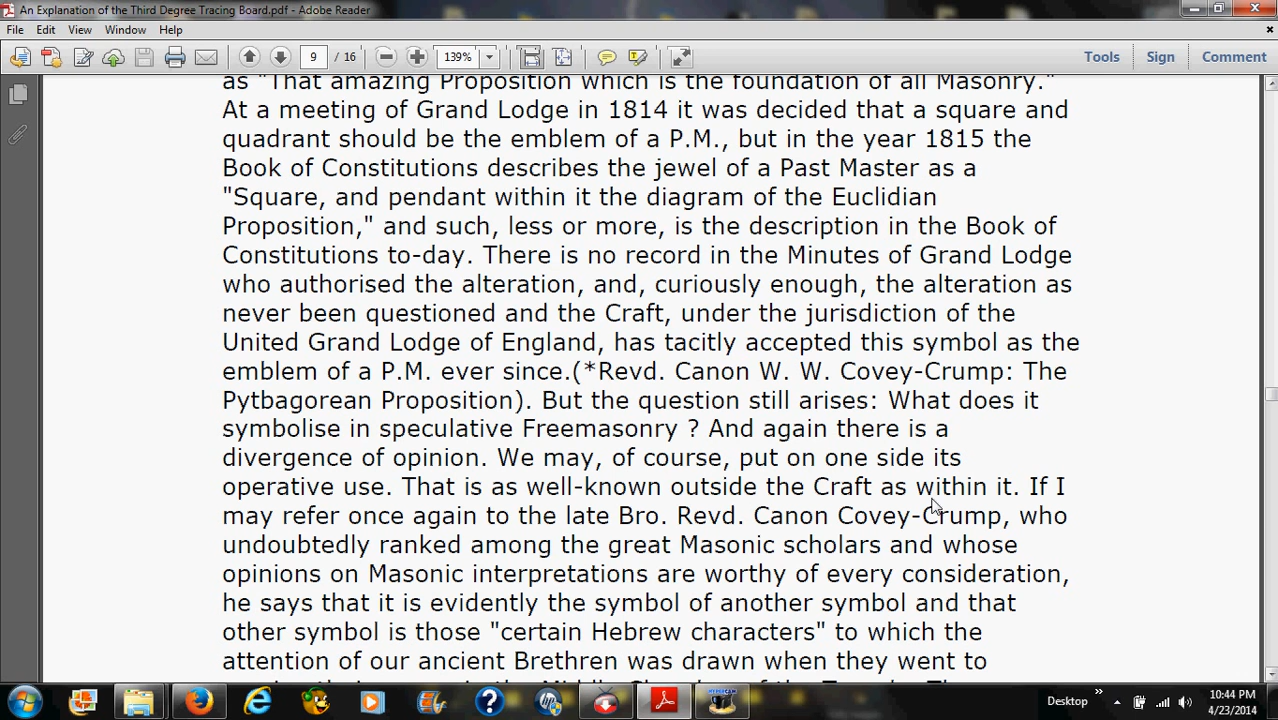 An Explanation of the Third Degree Tracing Board.pdf - Adobe Reader
File Edit View Window Help
9 / 16 139% Tools Sign Comment
as "That amazing Proposition which is the foundation of all Masonry."
At a meeting of Grand Lodge in 1814 it was decided that a square and
quadrant should be the emblem of a P.M., but in the year 1815 the
Book of Constitutions describes the jewel of a Past Master as a
"Square, and pendant within it the diagram of the Euclidian
Proposition," and such, less or more, is the description in the Book of
Constitutions to-day. There is no record in the Minutes of Grand Lodge
who authorised the alteration, and, curiously enough, the alteration as
never been questioned and the Craft, under the jurisdiction of the
United Grand Lodge of England, has tacitly accepted this symbol as the
emblem of a P.M. ever since.(*Revd. Canon W. W. Covey-Crump: The
Pytbagorean Proposition). But the question still arises: What does it
symbolise in speculative Freemasonry ? And again there is a
divergence of opinion. We may, of course, put on one side its
operative use. That is as well-known outside the Craft as within it. If I
may refer once again to the late Bro. Revd. Canon Covey-Crump, who
undoubtedly ranked among the great Masonic scholars and whose
opinions on Masonic interpretations are worthy of every consideration,
he says that it is evidently the symbol of another symbol and that
other symbol is those "certain Hebrew characters" to which the
attention of our ancient Brethren was drawn when they went to
Desktop
10:44 PM
4/23/2014